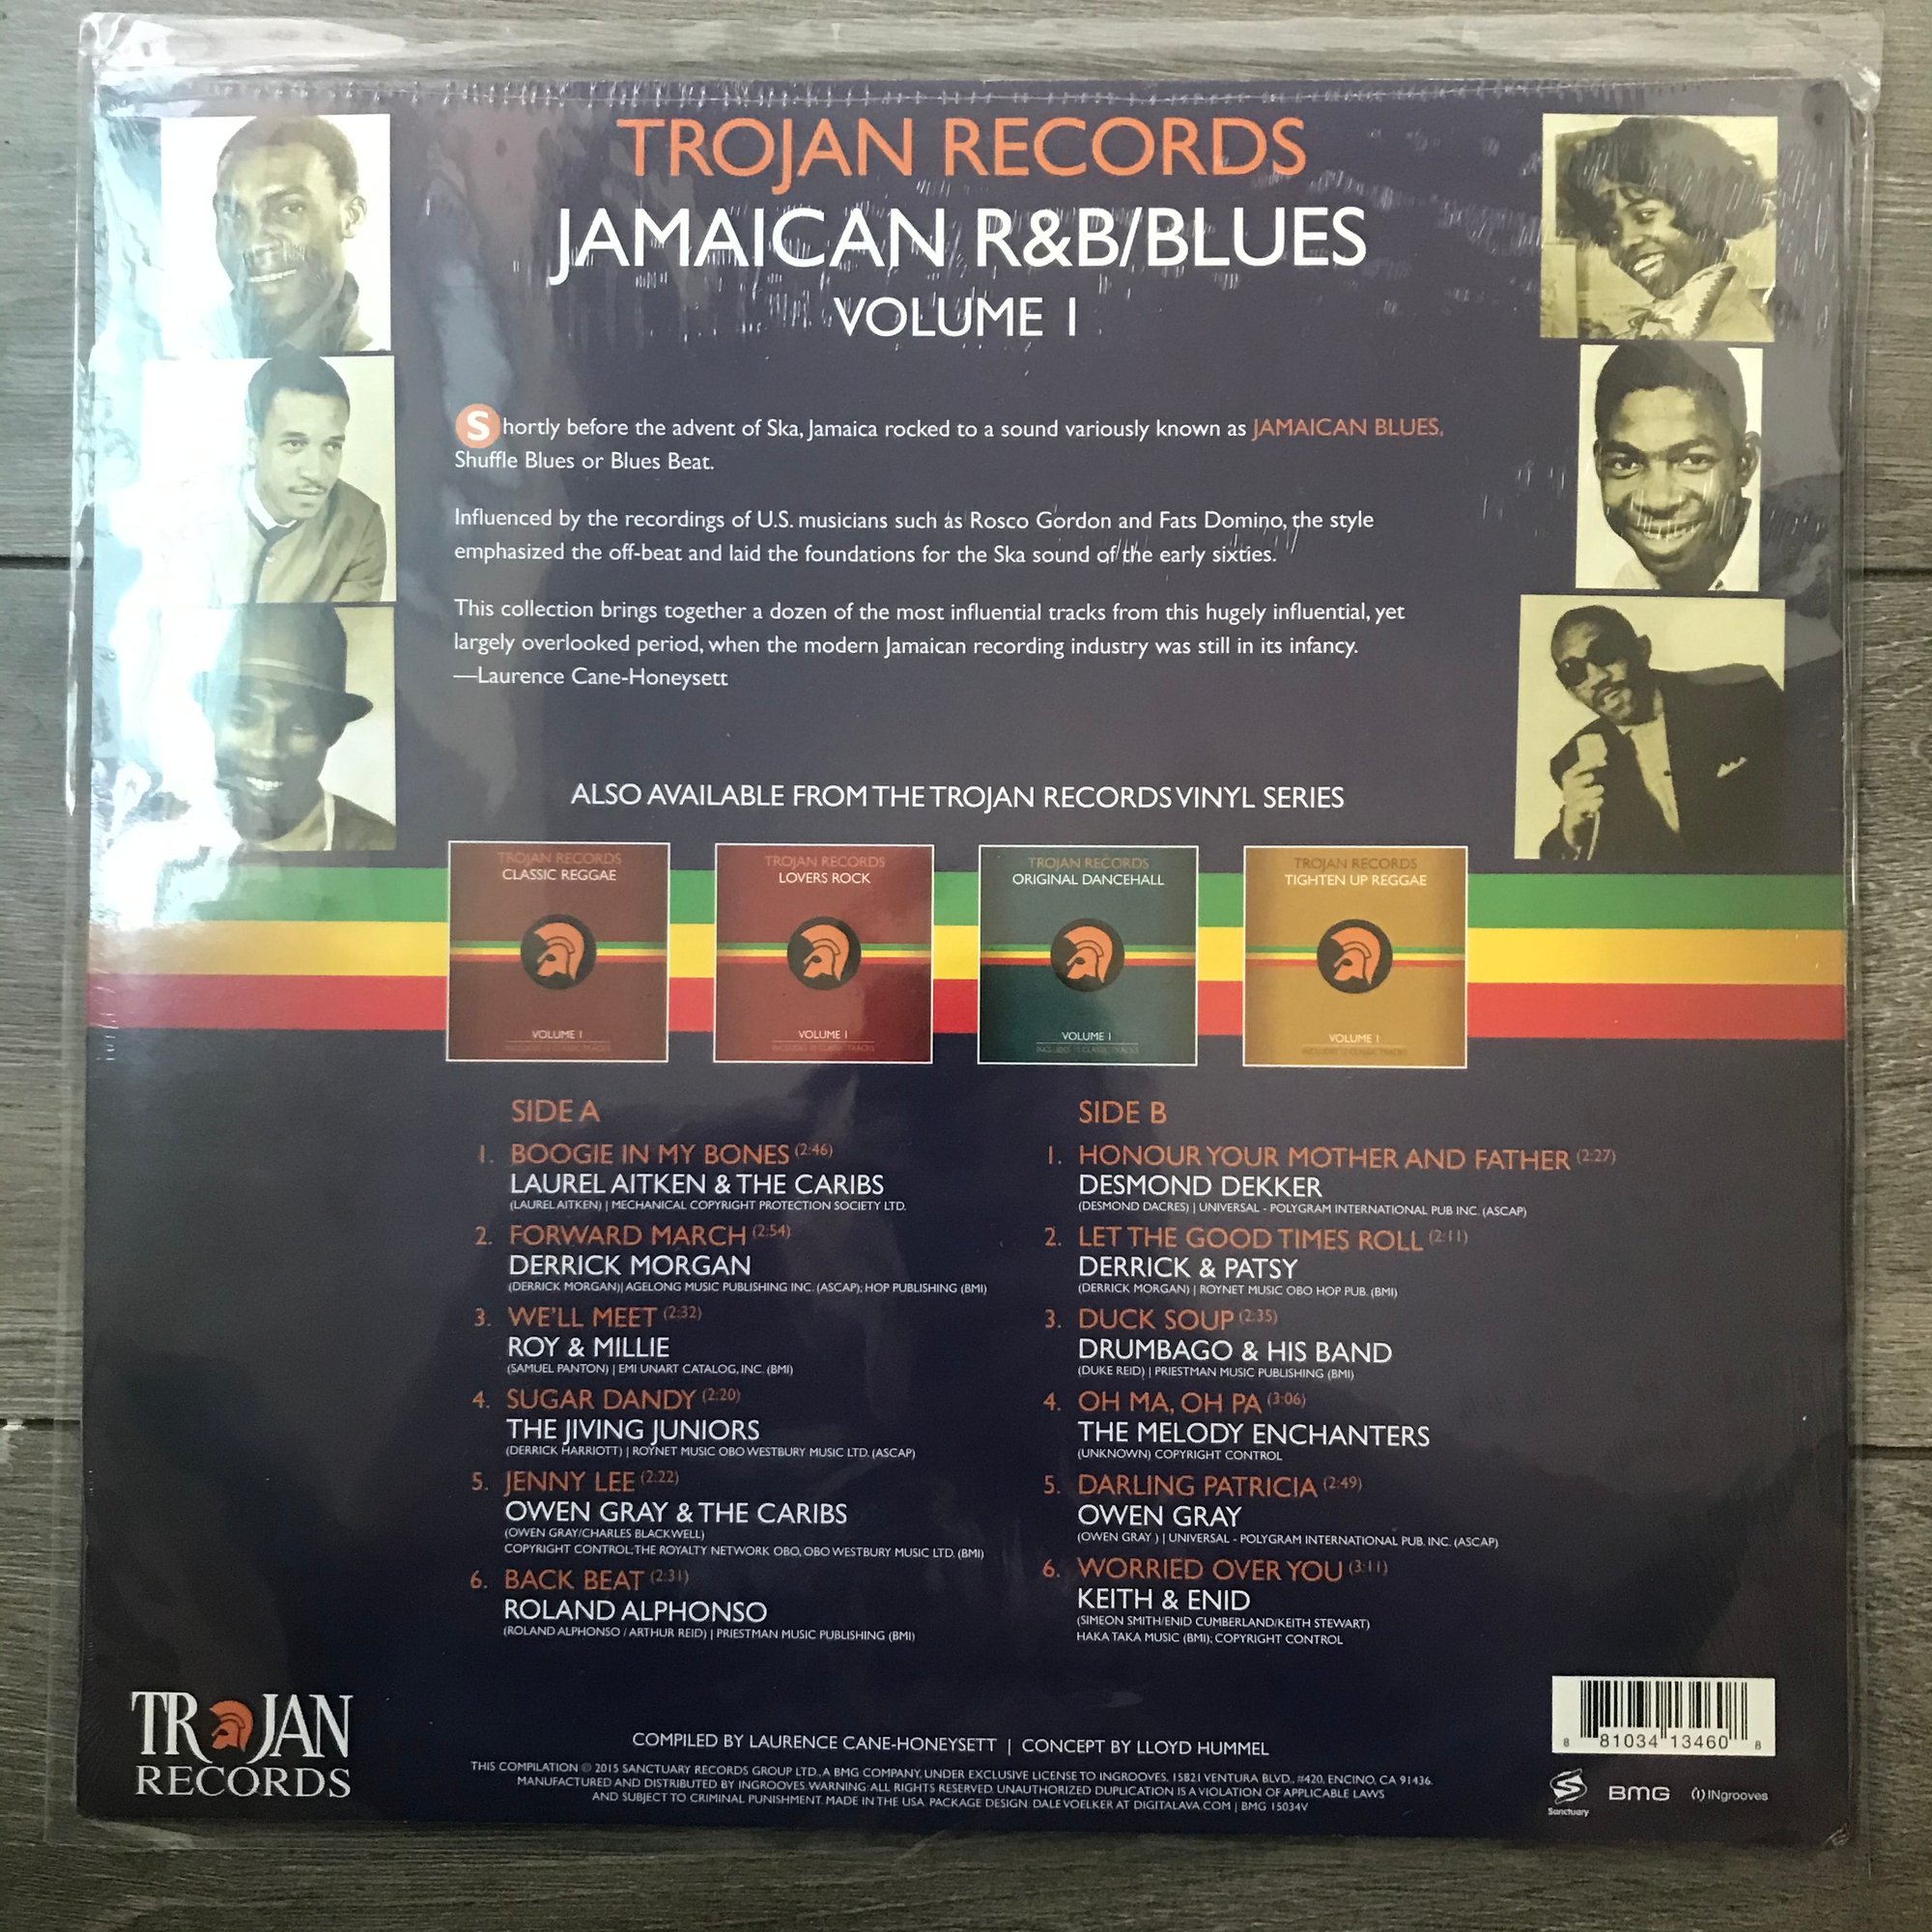 TROJAN RECORDS
JAMAICAN R&B/BLUES
VOLUME 1
Shortly before the advent of Ska, Jamaica rocked to a sound variously known as JAMAICAN BLUES,
Shuffle Blues or Blues Beat.
Influenced by the recordings of U.S. musicians such as Rosco Gordon and Fats Domino, the style
emphasized the off-beat and laid the foundations for the Ska sound of the early sixties.
This collection brings together a dozen of the most influential tracks from this hugely influential, yet
largely overlooked period, when the modern Jamaican recording industry was still in its infancy.
—Laurence Cane-Honeysett
ALSO AVAILABLE FROM THE TROJAN RECORDS VINYL SERIES
TROJAN RECORDS
CLASSIC REGGAE
VOLUME 1
TROJAN RECORDS
LOVERS ROCK
VOLUME 1
TROJAN RECORDS
ORIGINAL DANCEHALL
VOLUME 1
TROJAN RECORDS
TIGHTEN UP REGGAE
VOLUME 1
SIDE A
1. BOOGIE IN MY BONES (2:46)
LAUREL AITKEN & THE CARIBS
(LAUREL AITKEN) | MECHANICAL COPYRIGHT PROTECTION SOCIETY LTD.
2. FORWARD MARCH (2:54)
DERRICK MORGAN
(DERRICK MORGAN)| AGELONG MUSIC PUBLISHING INC. (ASCAP); HOP PUBLISHING (BMI)
3. WE'LL MEET (2:32)
ROY & MILLIE
(SAMUEL PANTON) | EMI UNART CATALOG, INC. (BMI)
4. SUGAR DANDY (2:20)
THE JIVING JUNIORS
(DERRICK HARRIOTT) | ROYNET MUSIC OBO WESTBURY MUSIC LTD. (ASCAP)
5. JENNY LEE (2:22)
OWEN GRAY & THE CARIBS
(OWEN GRAY/CHARLES BLACKWELL)
COPYRIGHT CONTROL; THE ROYALTY NETWORK OBO, OBO WESTBURY MUSIC LTD. (BMI)
6. BACK BEAT (2:31)
ROLAND ALPHONSO
(ROLAND ALPHONSO / ARTHUR REID) | PRIESTMAN MUSIC PUBLISHING (BMI)
SIDE B
1. HONOUR YOUR MOTHER AND FATHER (2:27)
DESMOND DEKKER
(DESMOND DACRES) | UNIVERSAL - POLYGRAM INTERNATIONAL PUB INC. (ASCAP)
2. LET THE GOOD TIMES ROLL (2:11)
DERRICK & PATSY
(DERRICK MORGAN) | ROYNET MUSIC OBO HOP PUB. (BMI)
3. DUCK SOUP (2:35)
DRUMBAGO & HIS BAND
(DUKE REID) | PRIESTMAN MUSIC PUBLISHING (BMI)
4. OH MA, OH PA (3:06)
THE MELODY ENCHANTERS
(UNKNOWN) COPYRIGHT CONTROL
5. DARLING PATRICIA (2:49)
OWEN GRAY
(OWEN GRAY ) | UNIVERSAL - POLYGRAM INTERNATIONAL PUB. INC. (ASCAP)
6. WORRIED OVER YOU (3:11)
KEITH & ENID
(SIMEON SMITH/ENID CUMBERLAND/KEITH STEWART)
HAKA TAKA MUSIC (BMI); COPYRIGHT CONTROL
TROJAN
RECORDS
COMPILED BY LAURENCE CANE-HONEYSETT | CONCEPT BY LLOYD HUMMEL
THIS COMPILATION © 2015 SANCTUARY RECORDS GROUP LTD., A BMG COMPANY, UNDER EXCLUSIVE LICENSE TO INGROOVES, 15821 VENTURA BLVD., #420, ENCINO, CA 91436.
MANUFACTURED AND DISTRIBUTED BY INGROOVES. WARNING: ALL RIGHTS RESERVED. UNAUTHORIZED DUPLICATION IS A VIOLATION OF APPLICABLE LAWS
AND SUBJECT TO CRIMINAL PUNISHMENT. MADE IN THE USA. PACKAGE DESIGN: DALE VOELKER AT DIGITALAVA.COM | BMG 15034V
8 81034 13460 8
Sanctuary
BMG
INgrooves